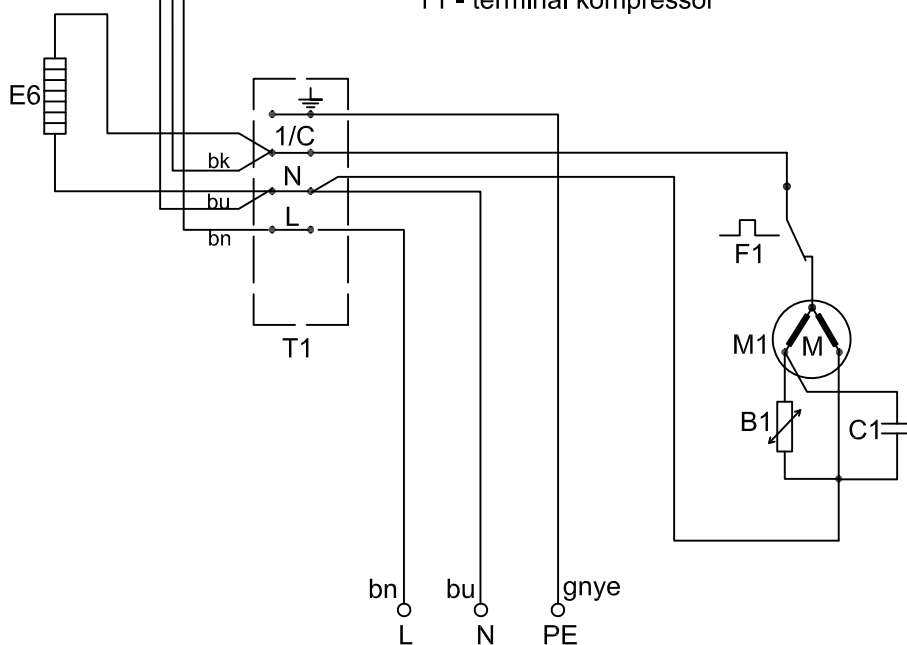 T1 - terminal kompressor
E6
1/C
bk
N
bu
L
bn
F1
T1
M1
M
B1
C1
bn
bu
gnye
L
N
PE